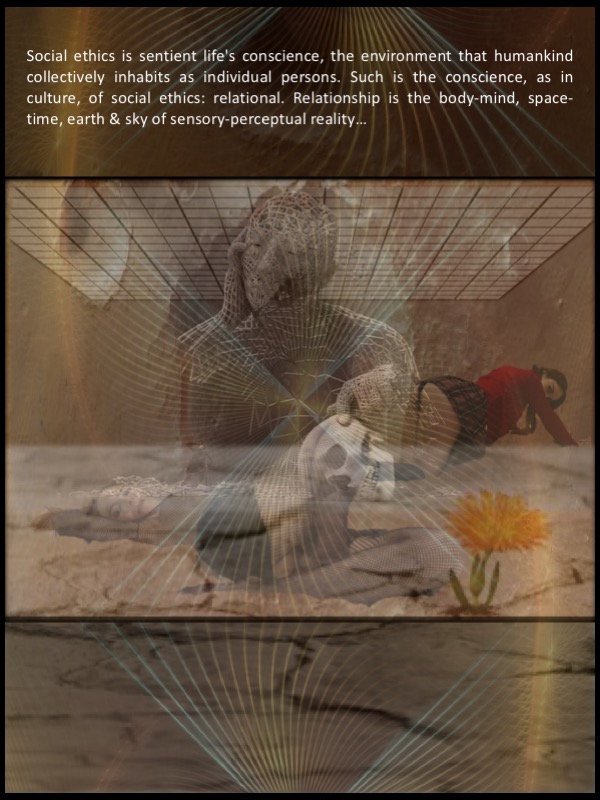 Social ethics is sentient life's conscience, the environment that humankind
collectively inhabits as individual persons. Such is the conscience, as in
culture, of social ethics: relational. Relationship is the body-mind, space-
time, earth & sky of sensory-perceptual reality…